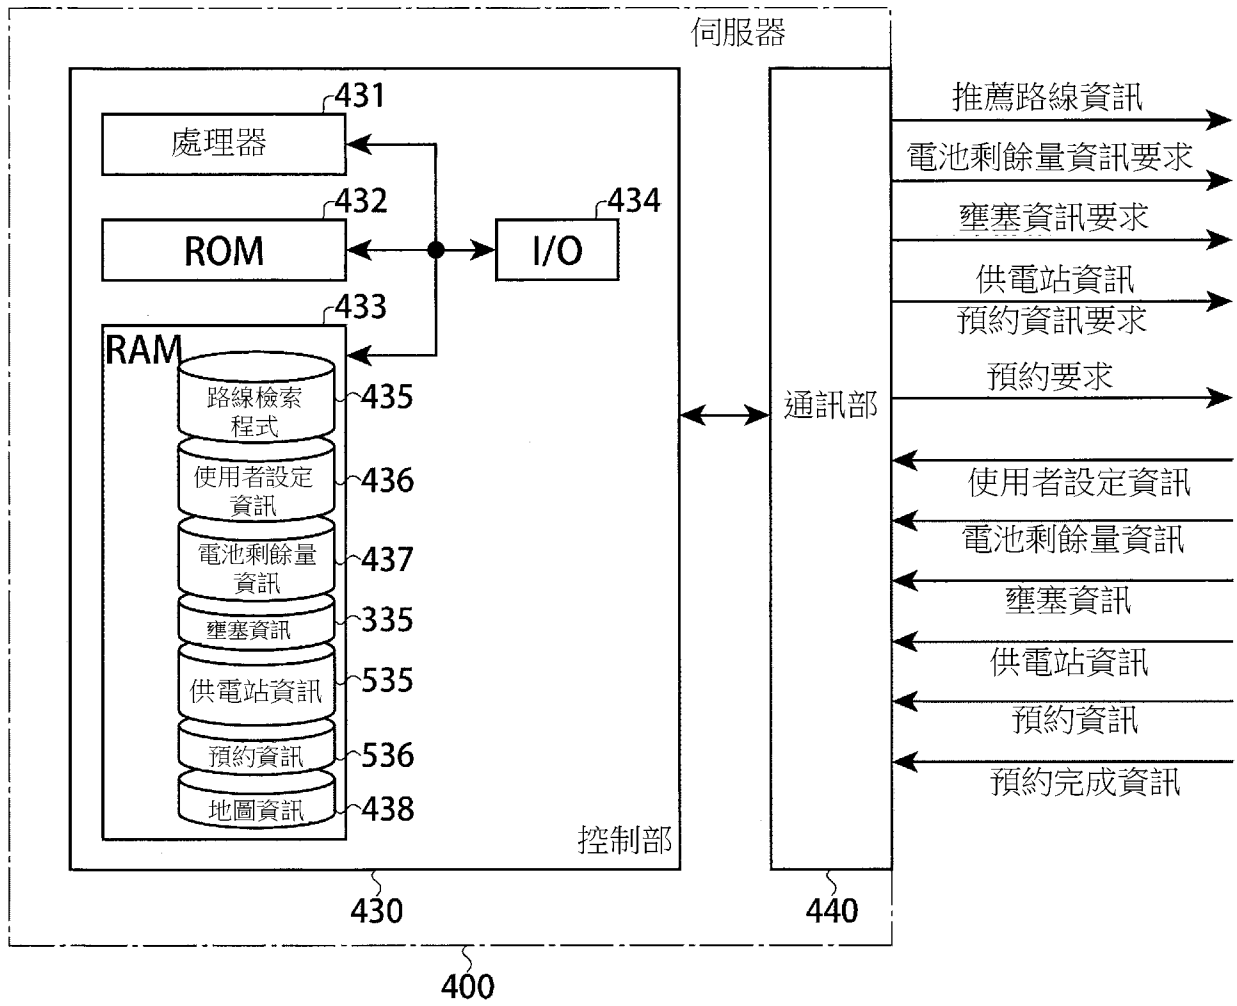 伺服器
431
處理器
432
ROM
434
I/O
433
RAM
路線檢索
程式
435
使用者設定
資訊
436
電池剩餘量
資訊
437
壅塞資訊
335
供電站資訊
535
預約資訊
536
地圖資訊
438
控制部
430
通訊部
440
400
推薦路線資訊
電池剩餘量資訊要求
壅塞資訊要求
供電站資訊
預約資訊要求
預約要求
使用者設定資訊
電池剩餘量資訊
壅塞資訊
供電站資訊
預約資訊
預約完成資訊